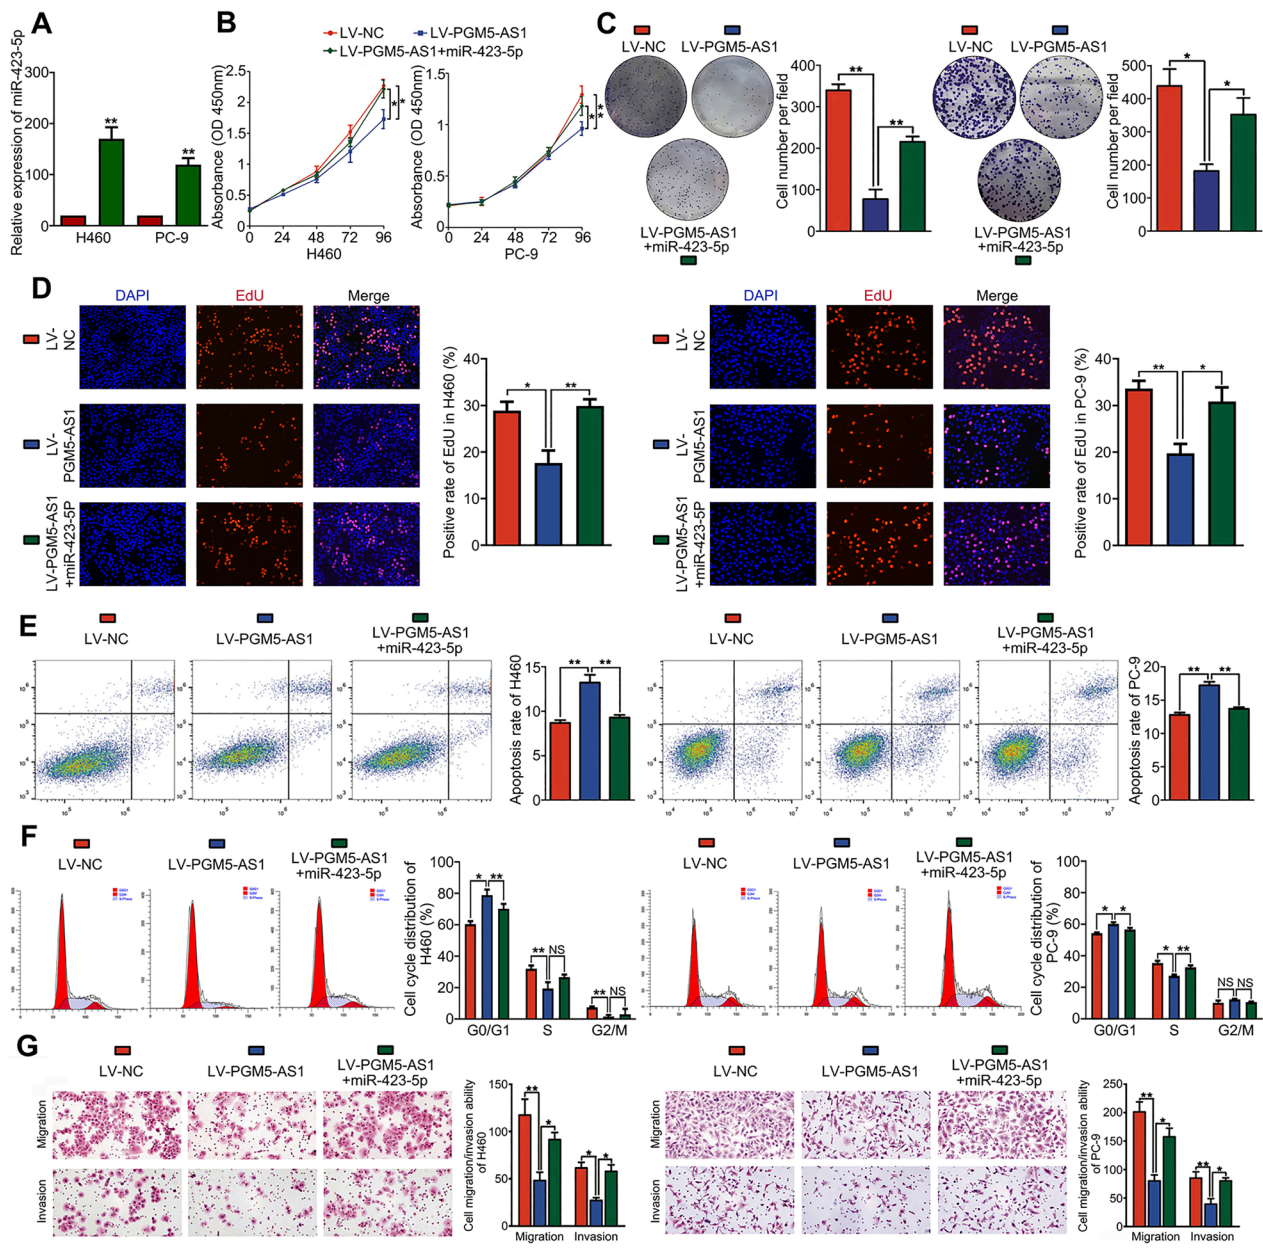 A
Relative expression of miR-423-5p
300
200
100
0
**
**
H460
PC-9
B
LV-NC
LV-PGM5-AS1
LV-PGM5-AS1+miR-423-5p
Absorbance (OD 450nm)
2.5
2
1.5
1
0.5
0
0 24 48 72 96
H460
*
*
Absorbance (OD 450nm)
1.5
1.0
0.5
0
0 24 48 72 96
PC-9
*
**
C
LV-NC
LV-PGM5-AS1
LV-PGM5-AS1
+miR-423-5p
Cell number per field
400
300
200
100
0
**
**
LV-NC
LV-PGM5-AS1
LV-PGM5-AS1
+miR-423-5p
Cell number per field
500
400
300
200
100
0
*
*
D
DAPI EdU Merge
LV-
NC
LV-
PGM5-AS1
LV-PGM5-AS1
+miR-423-5P
Positive rate of EdU in H460 (%)
40
30
20
10
0
*
**
DAPI EdU Merge
LV-
NC
LV-
PGM5-AS1
LV-PGM5-AS1
+miR-423-5p
Positive rate of EdU in PC-9 (%)
40
30
20
10
0
**
*
E
LV-NC
LV-PGM5-AS1
LV-PGM5-AS1
+miR-423-5p
Apoptosis rate of H460
15
10
5
0
**
**
LV-NC
LV-PGM5-AS1
LV-PGM5-AS1
+miR-423-5p
Apoptosis rate of PC-9
20
15
10
5
0
**
**
F
LV-NC
LV-PGM5-AS1
LV-PGM5-AS1
+miR-423-5p
Cell cycle distribution of
H460 (%)
100
80
60
40
20
0
* **
** NS
** NS
G0/G1 S G2/M
LV-NC
LV-PGM5-AS1
LV-PGM5-AS1
+miR-423-5p
Cell cycle distribution of
PC-9 (%)
100
80
60
40
20
0
* *
* **
NS NS
G0/G1 S G2/M
G
LV-NC
LV-PGM5-AS1
LV-PGM5-AS1
+miR-423-5p
Migration
Invasion
Cell migration/invasion ability
of H460
150
100
50
0
**
*
* *
Migration Invasion
LV-NC
LV-PGM5-AS1
LV-PGM5-AS1
+miR-423-5p
Migration
Invasion
Cell migration/invasion ability
of PC-9
250
200
150
100
50
0
**
*
** *
Migration Invasion